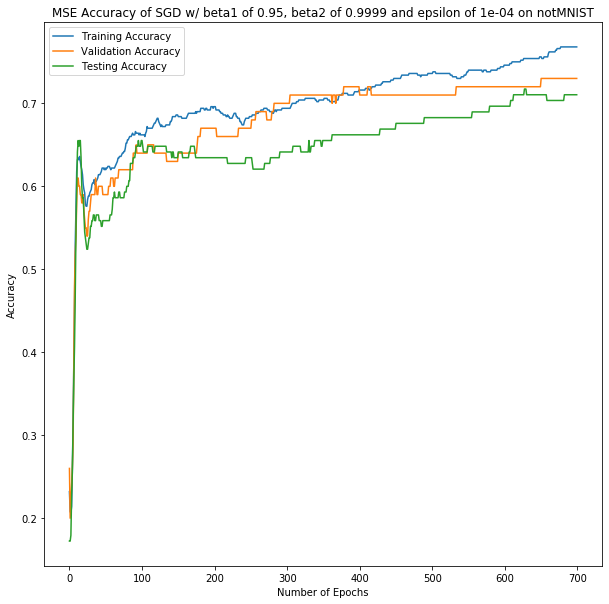 MSE Accuracy of SGD w/ beta1 of 0.95, beta2 of 0.9999 and epsilon of 1e-04 on notMNIST
Training Accuracy
Validation Accuracy
Testing Accuracy
Accuracy
0.7
0.6
0.5
0.4
0.3
0.2
0
100
200
300
400
500
600
700
Number of Epochs